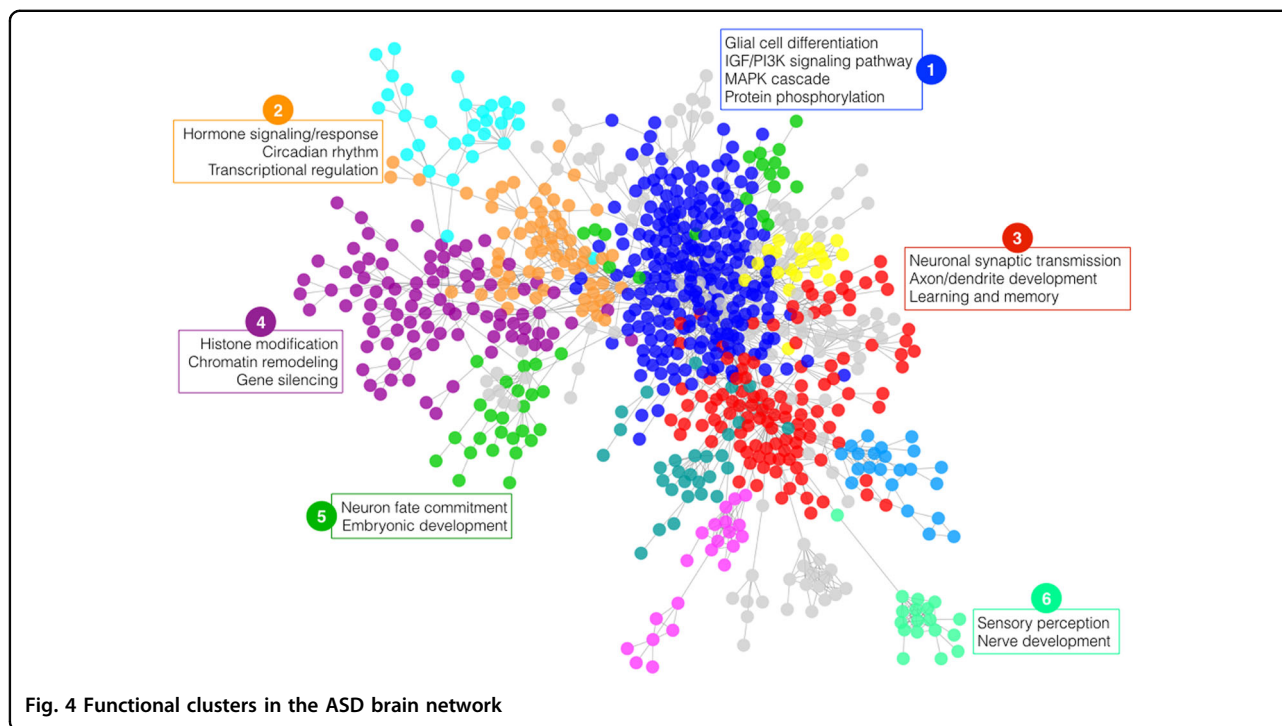 Glial cell differentiation
IGF/PI3K signaling pathway
MAPK cascade
Protein phosphorylation
1
2
Hormone signaling/response
Circadian rhythm
Transcriptional regulation
3
Neuronal synaptic transmission
Axon/dendrite development
Learning and memory
4
Histone modification
Chromatin remodeling
Gene silencing
5
Neuron fate commitment
Embryonic development
6
Sensory perception
Nerve development
Fig. 4 Functional clusters in the ASD brain network